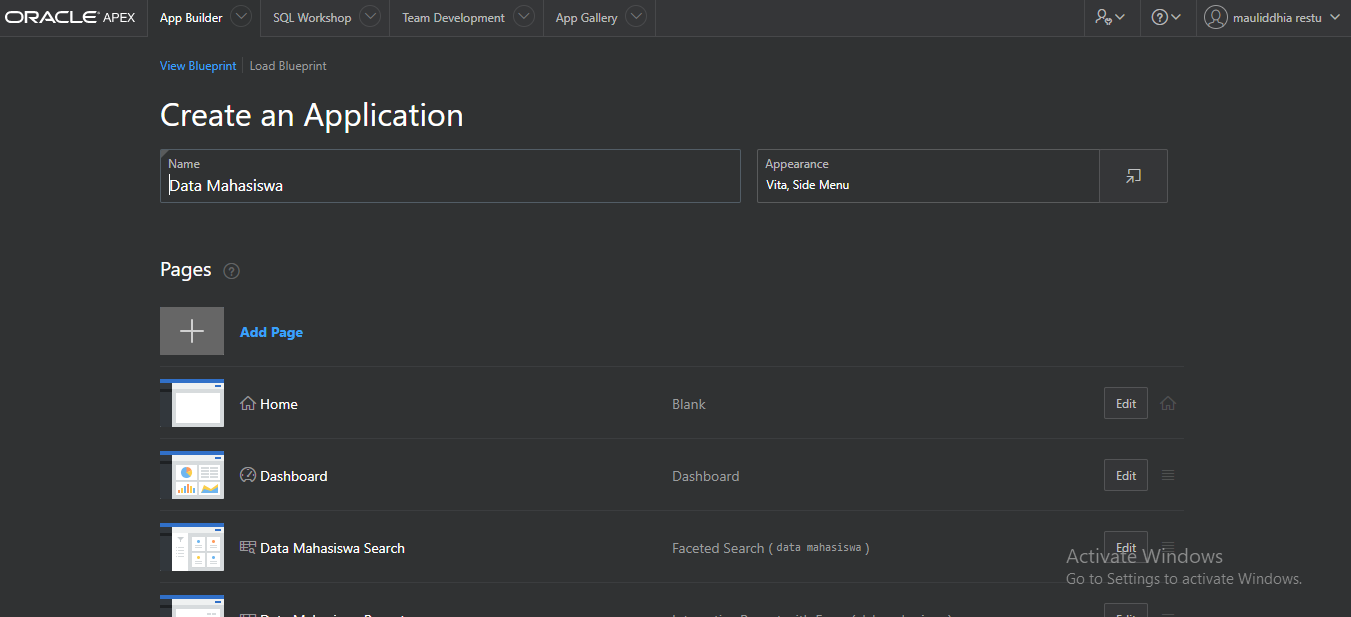 ORACLE APEX App Builder SQL Workshop Team Development App Gallery mauliddhia restu
View Blueprint Load Blueprint
Create an Application
Name
Data Mahasiswa
Appearance
Vita, Side Menu
Pages ?
Add Page
Home Blank Edit
Dashboard Dashboard Edit
Data Mahasiswa Search Faceted Search ( data mahasiswa ) Edit
Activate Windows
Go to Settings to activate Windows.